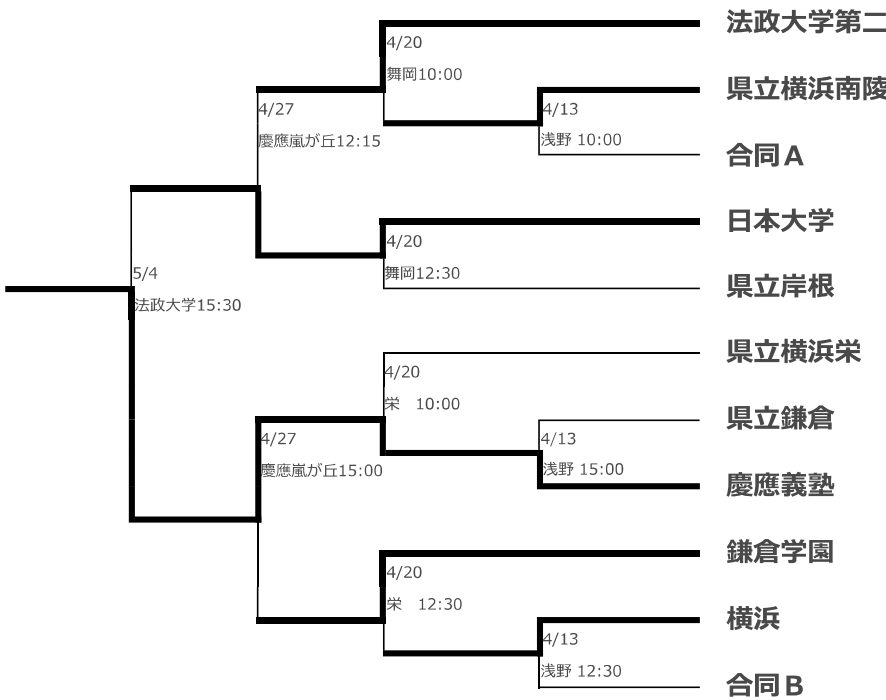 法政大学第二
4/20
舞岡10:00
県立横浜南陵
4/27
4/13
慶應嵐が丘12:15
浅野 10:00
合同A
日本大学
4/20
舞岡12:30
5/4
県立岸根
法政大学15:30
県立横浜栄
4/20
栄　10:00
県立鎌倉
4/27
4/13
慶應嵐が丘15:00
浅野 15:00
慶應義塾
鎌倉学園
4/20
栄　12:30
横浜
4/13
浅野 12:30
合同B